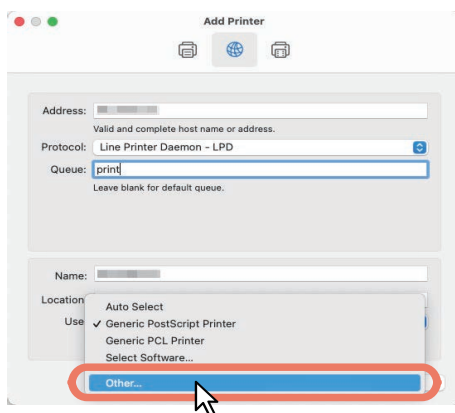 Add Printer
Address:
Valid and complete host name or address.
Protocol: Line Printer Daemon - LPD
Queue: print
Leave blank for default queue.
Name:
Location
Auto Select
Use ✓ Generic PostScript Printer
Generic PCL Printer
Select Software...
Other...